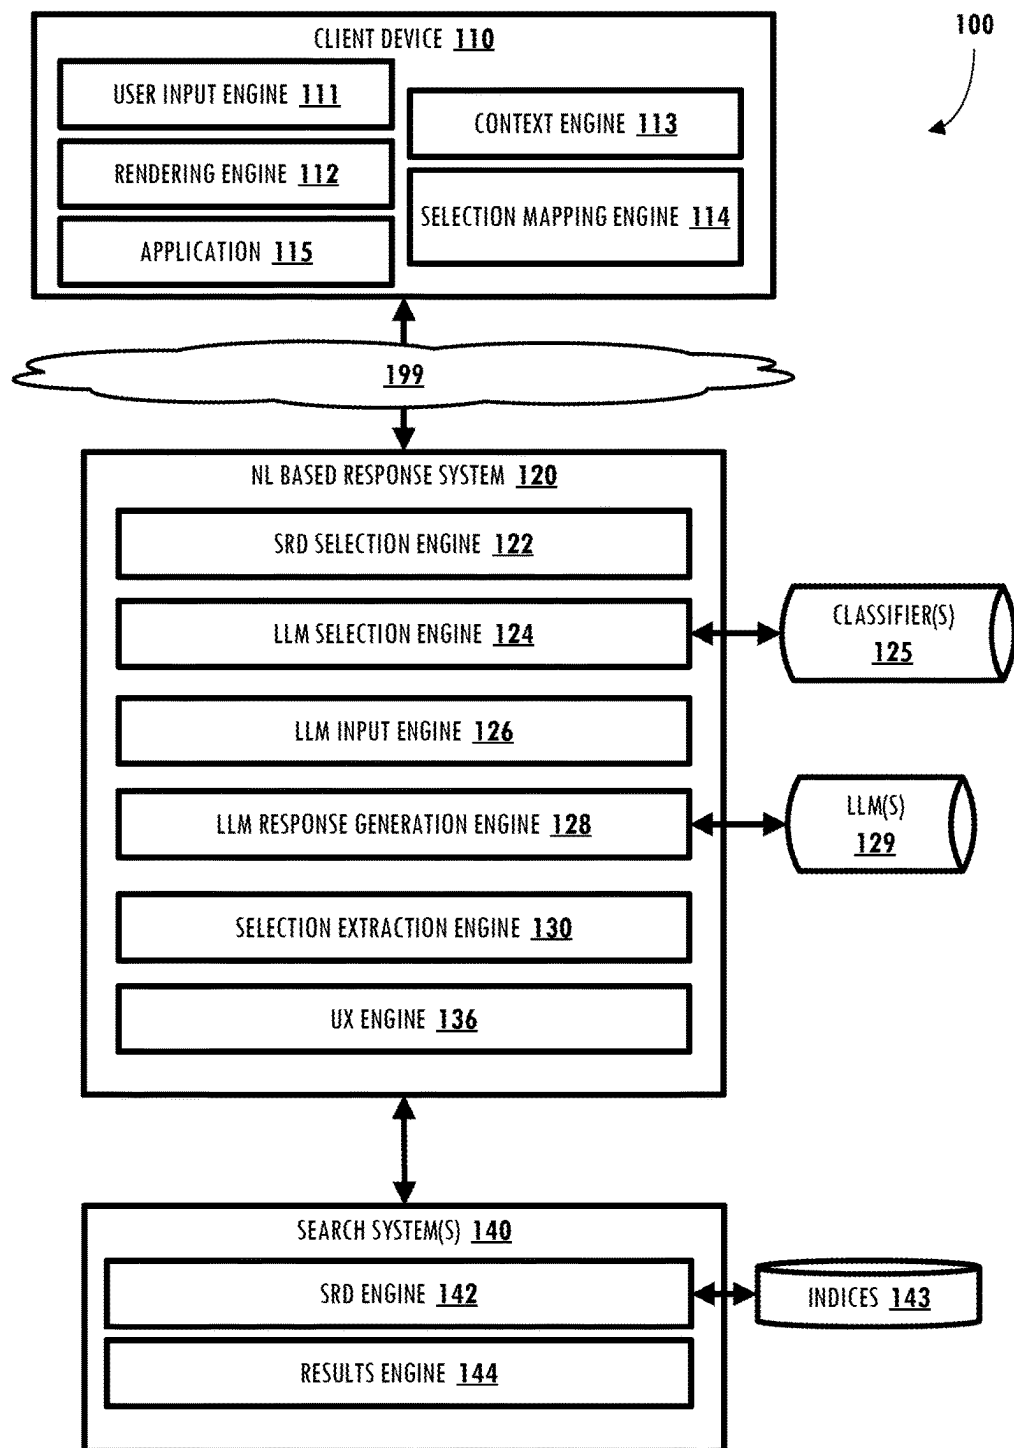 100
CLIENT DEVICE 110
USER INPUT ENGINE 111
RENDERING ENGINE 112
APPLICATION 115
CONTEXT ENGINE 113
SELECTION MAPPING ENGINE 114
199
NL BASED RESPONSE SYSTEM 120
SRD SELECTION ENGINE 122
LLM SELECTION ENGINE 124
CLASSIFIER(S)
125
LLM INPUT ENGINE 126
LLM RESPONSE GENERATION ENGINE 128
LLM(S)
129
SELECTION EXTRACTION ENGINE 130
UX ENGINE 136
SEARCH SYSTEM(S) 140
SRD ENGINE 142
INDICES 143
RESULTS ENGINE 144